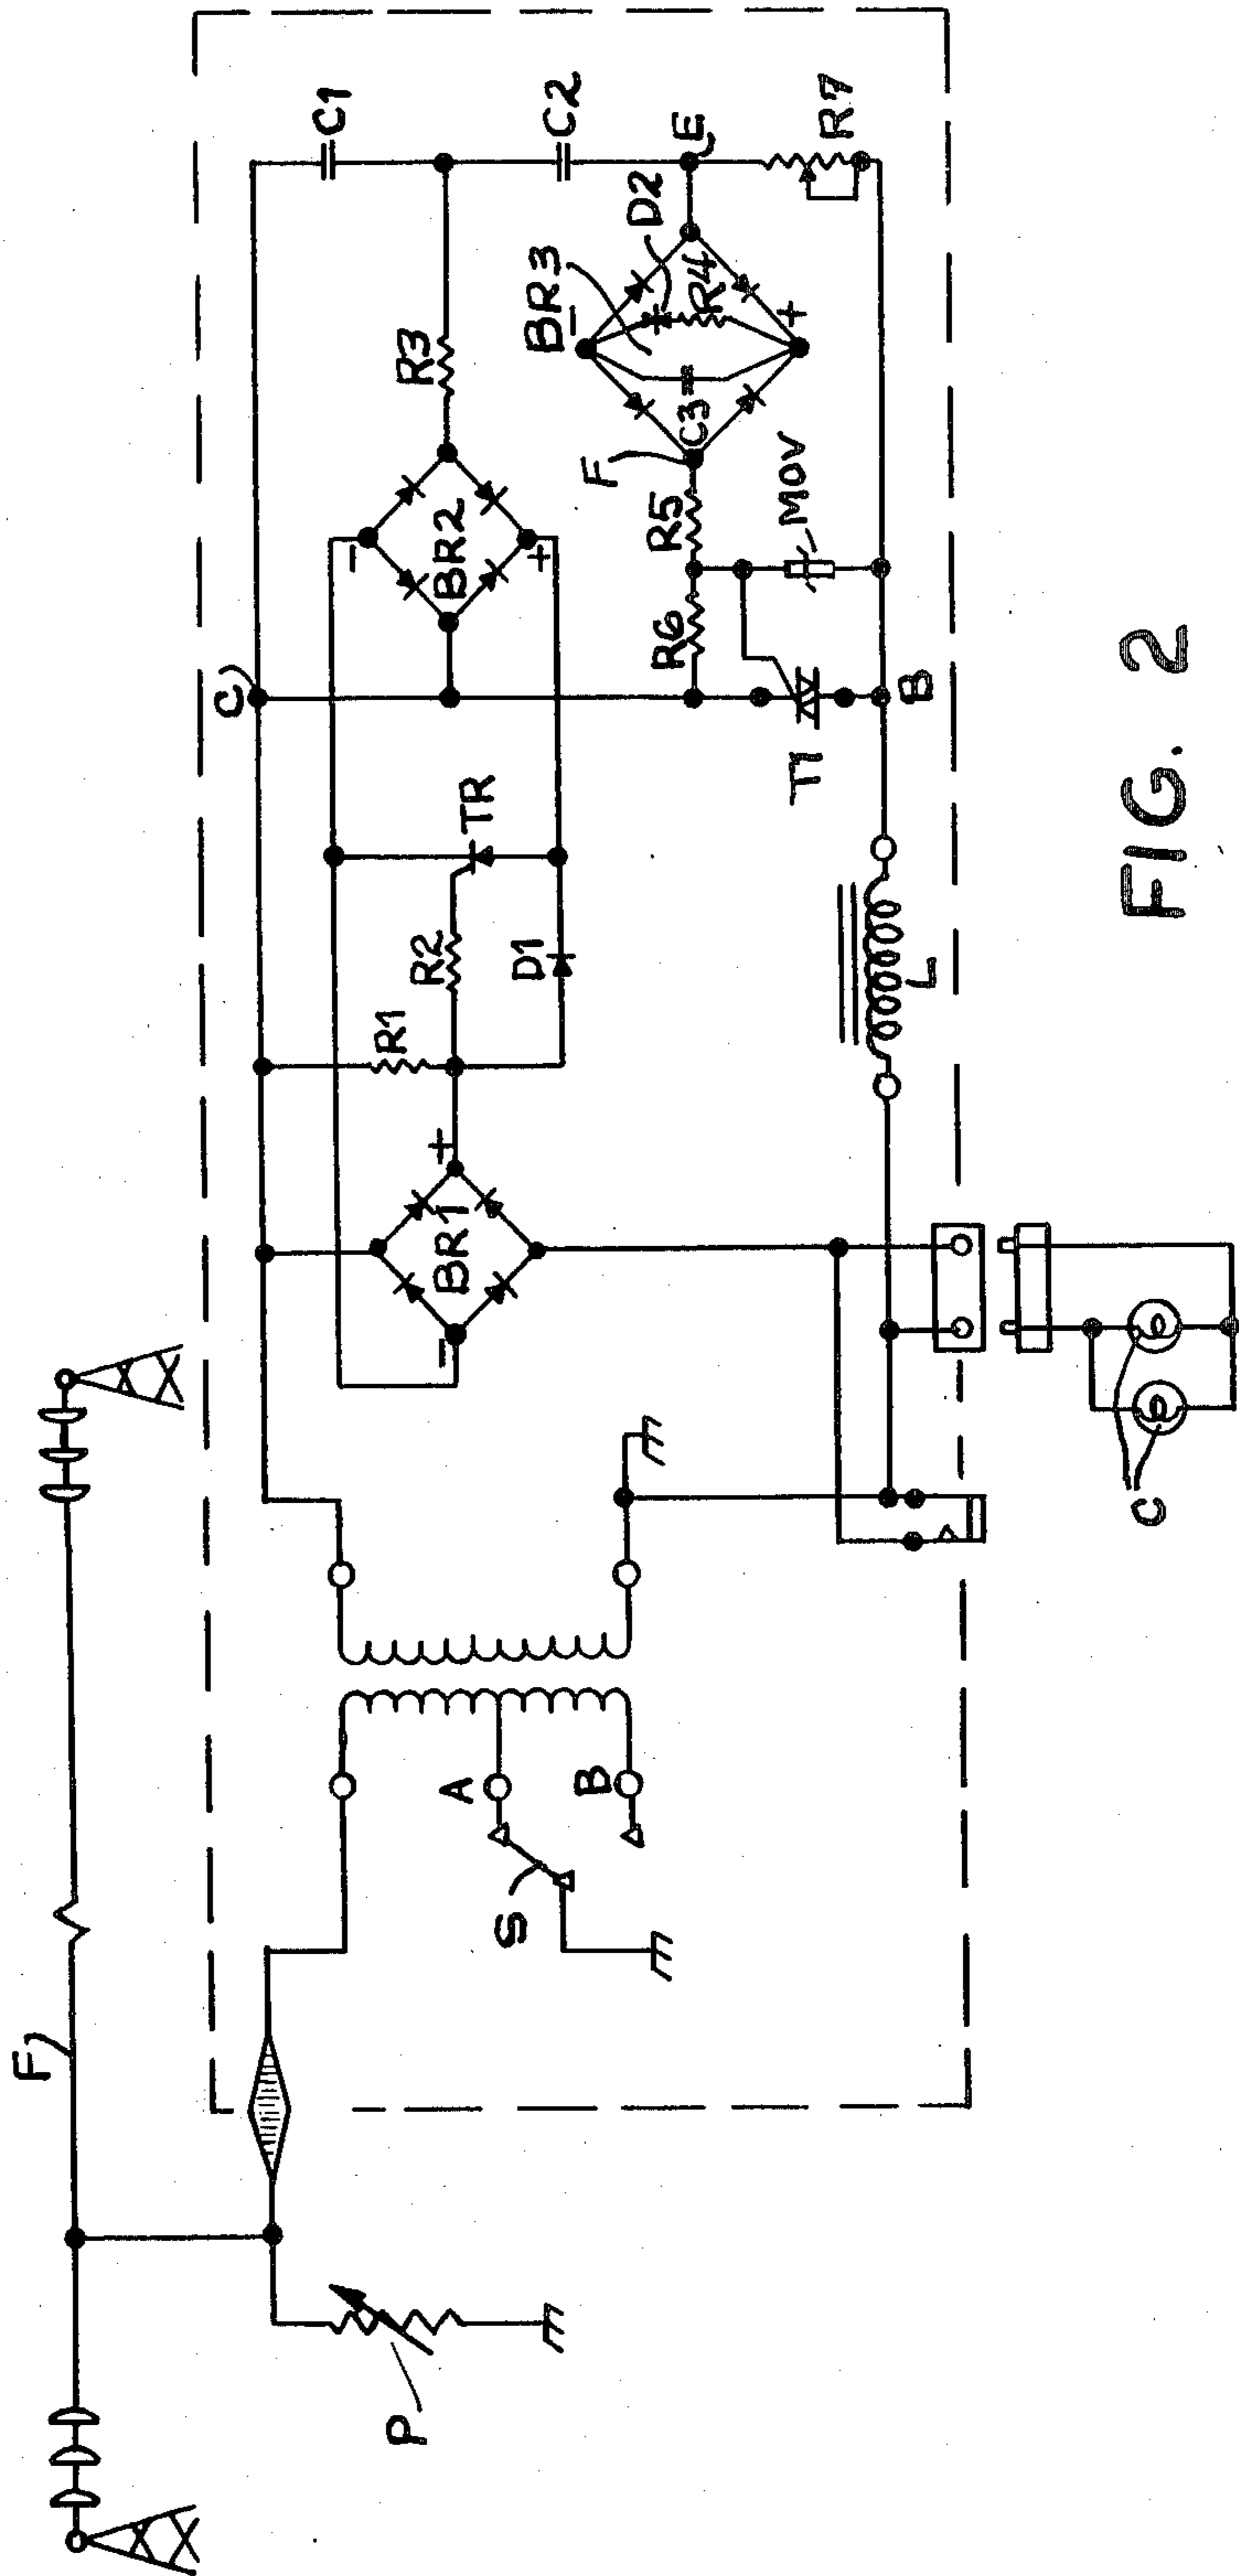 F
P
S
A
B
BR1
+
−
R1
R2
D1
TR
C
BR2
−
+
R3
C1
C2
E
D2
BR3
−
R4
+
C3
F
R5
R6
MOV
R7
T1
B
L
C
FIG. 2